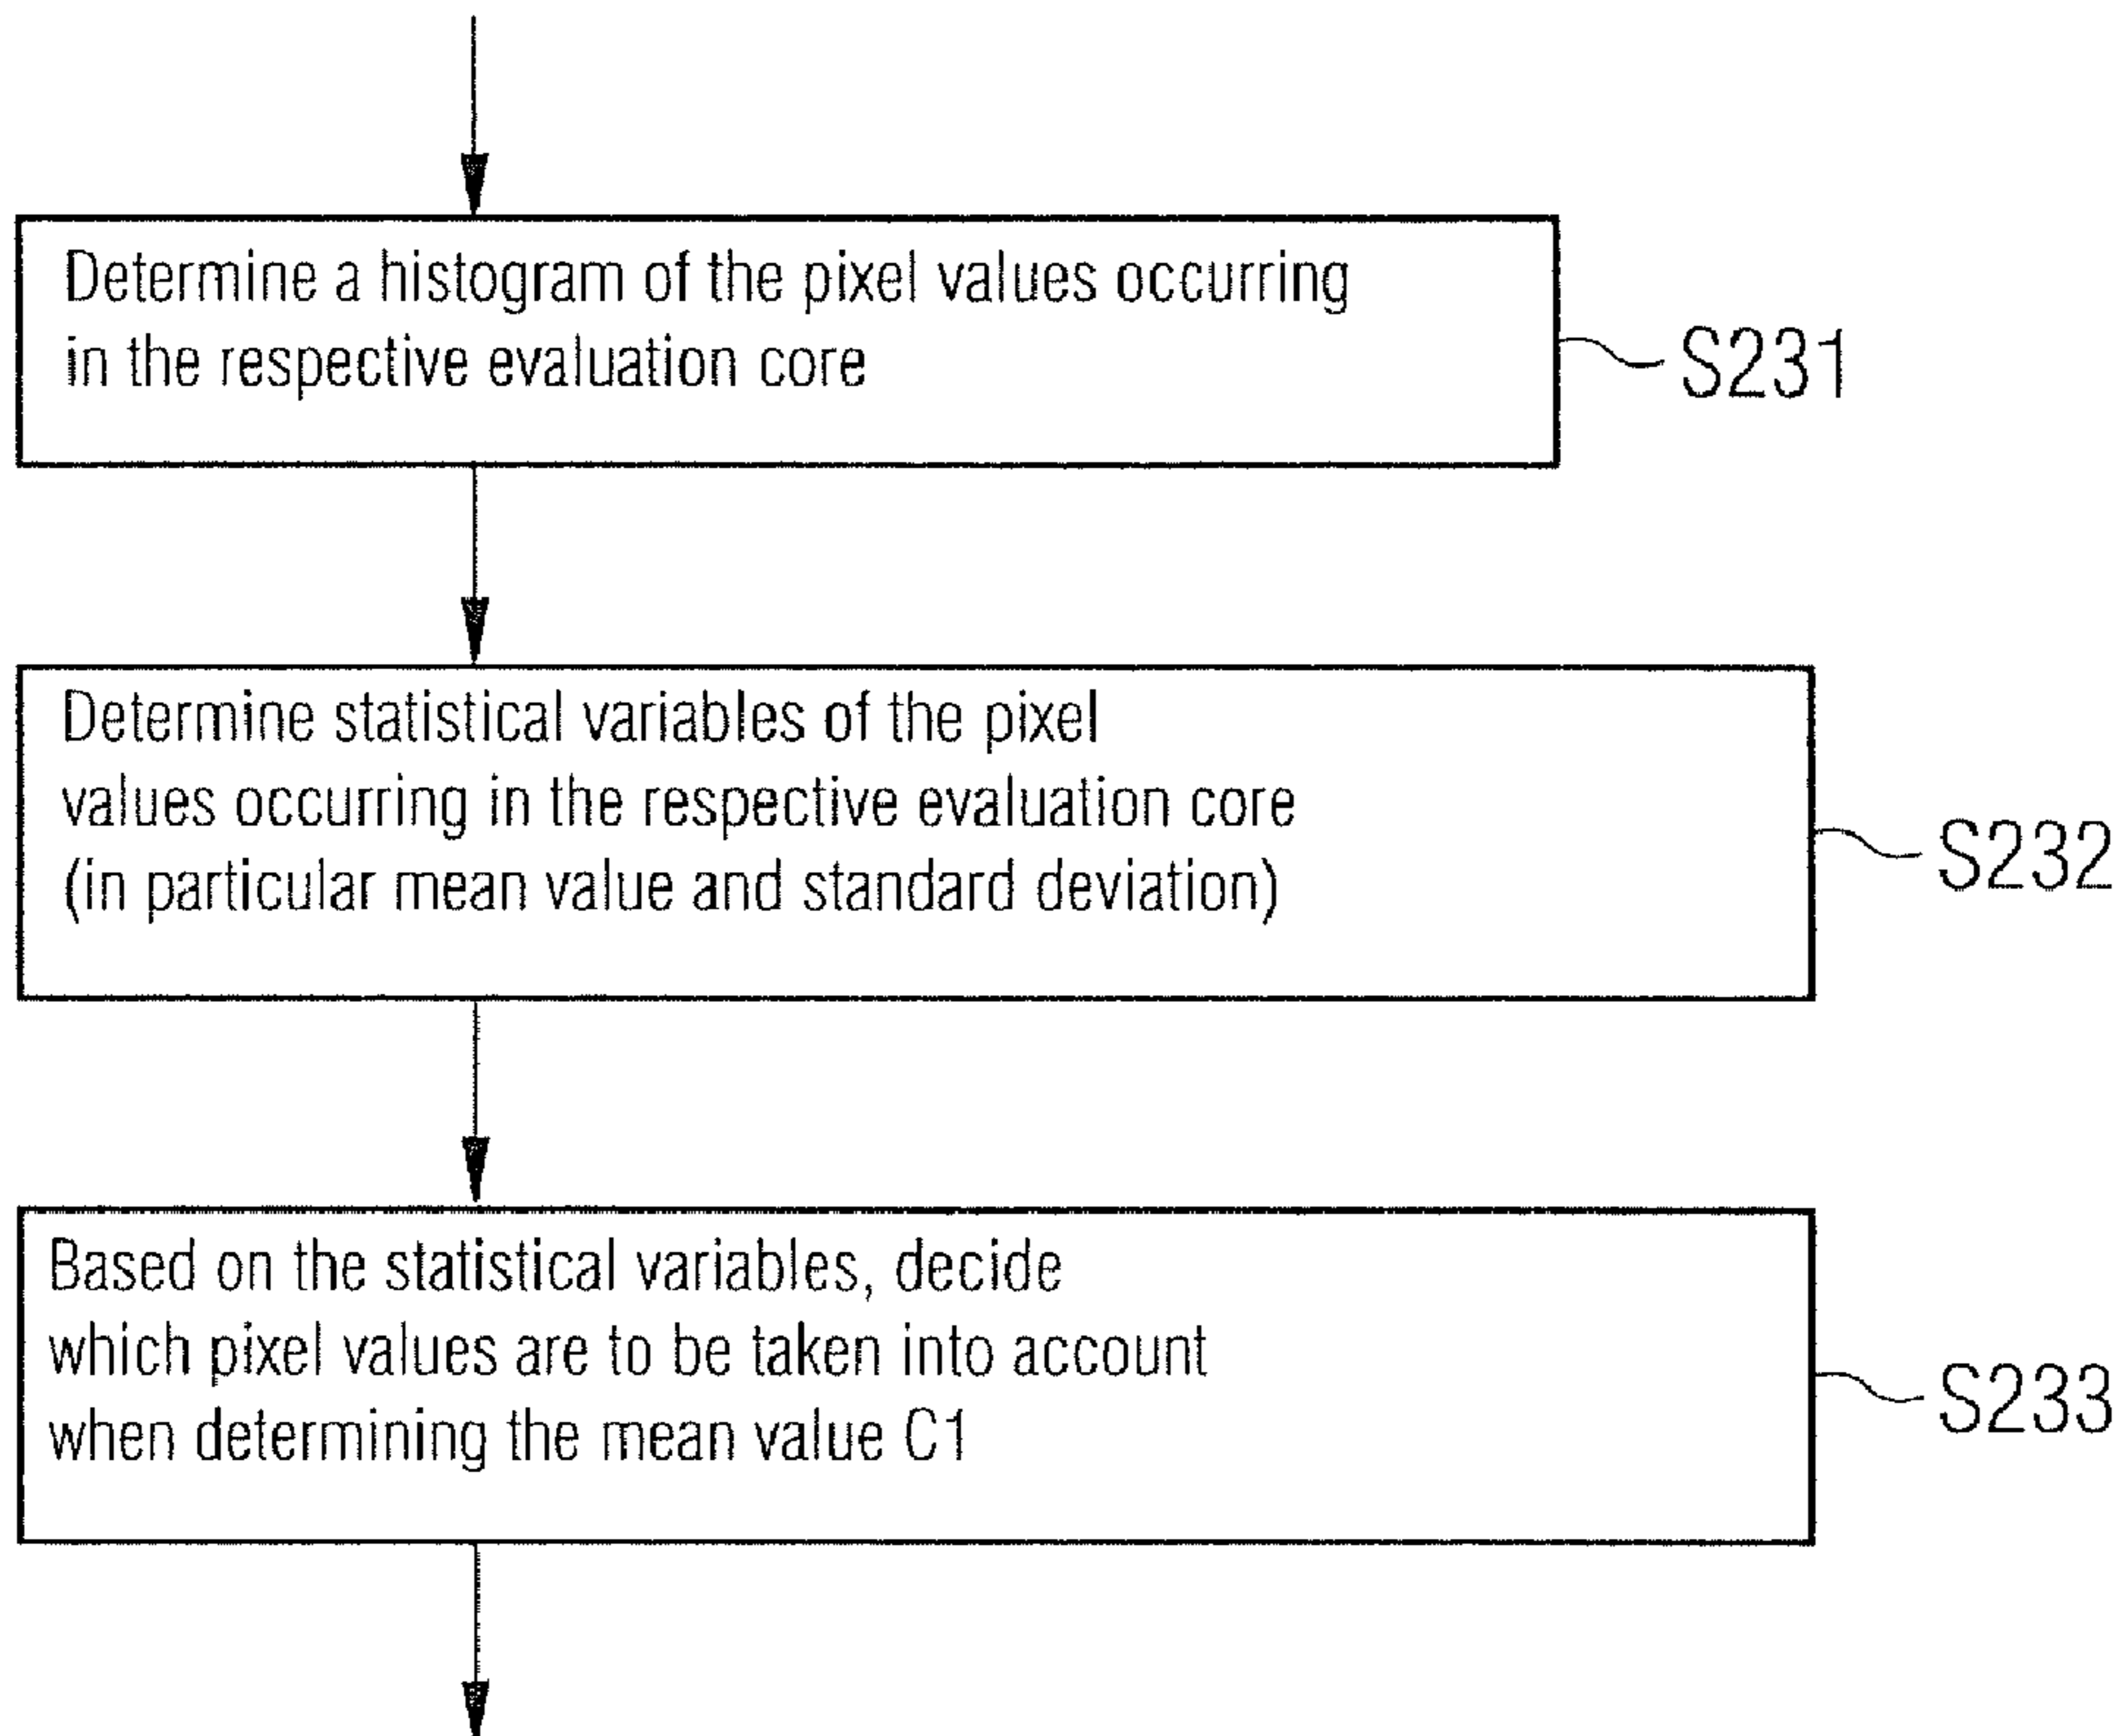 Determine a histogram of the pixel values occurring
in the respective evaluation core
S231
Determine statistical variables of the pixel
values occurring in the respective evaluation core
(in particular mean value and standard deviation)
S232
Based on the statistical variables, decide
which pixel values are to be taken into account
when determining the mean value C1
S233